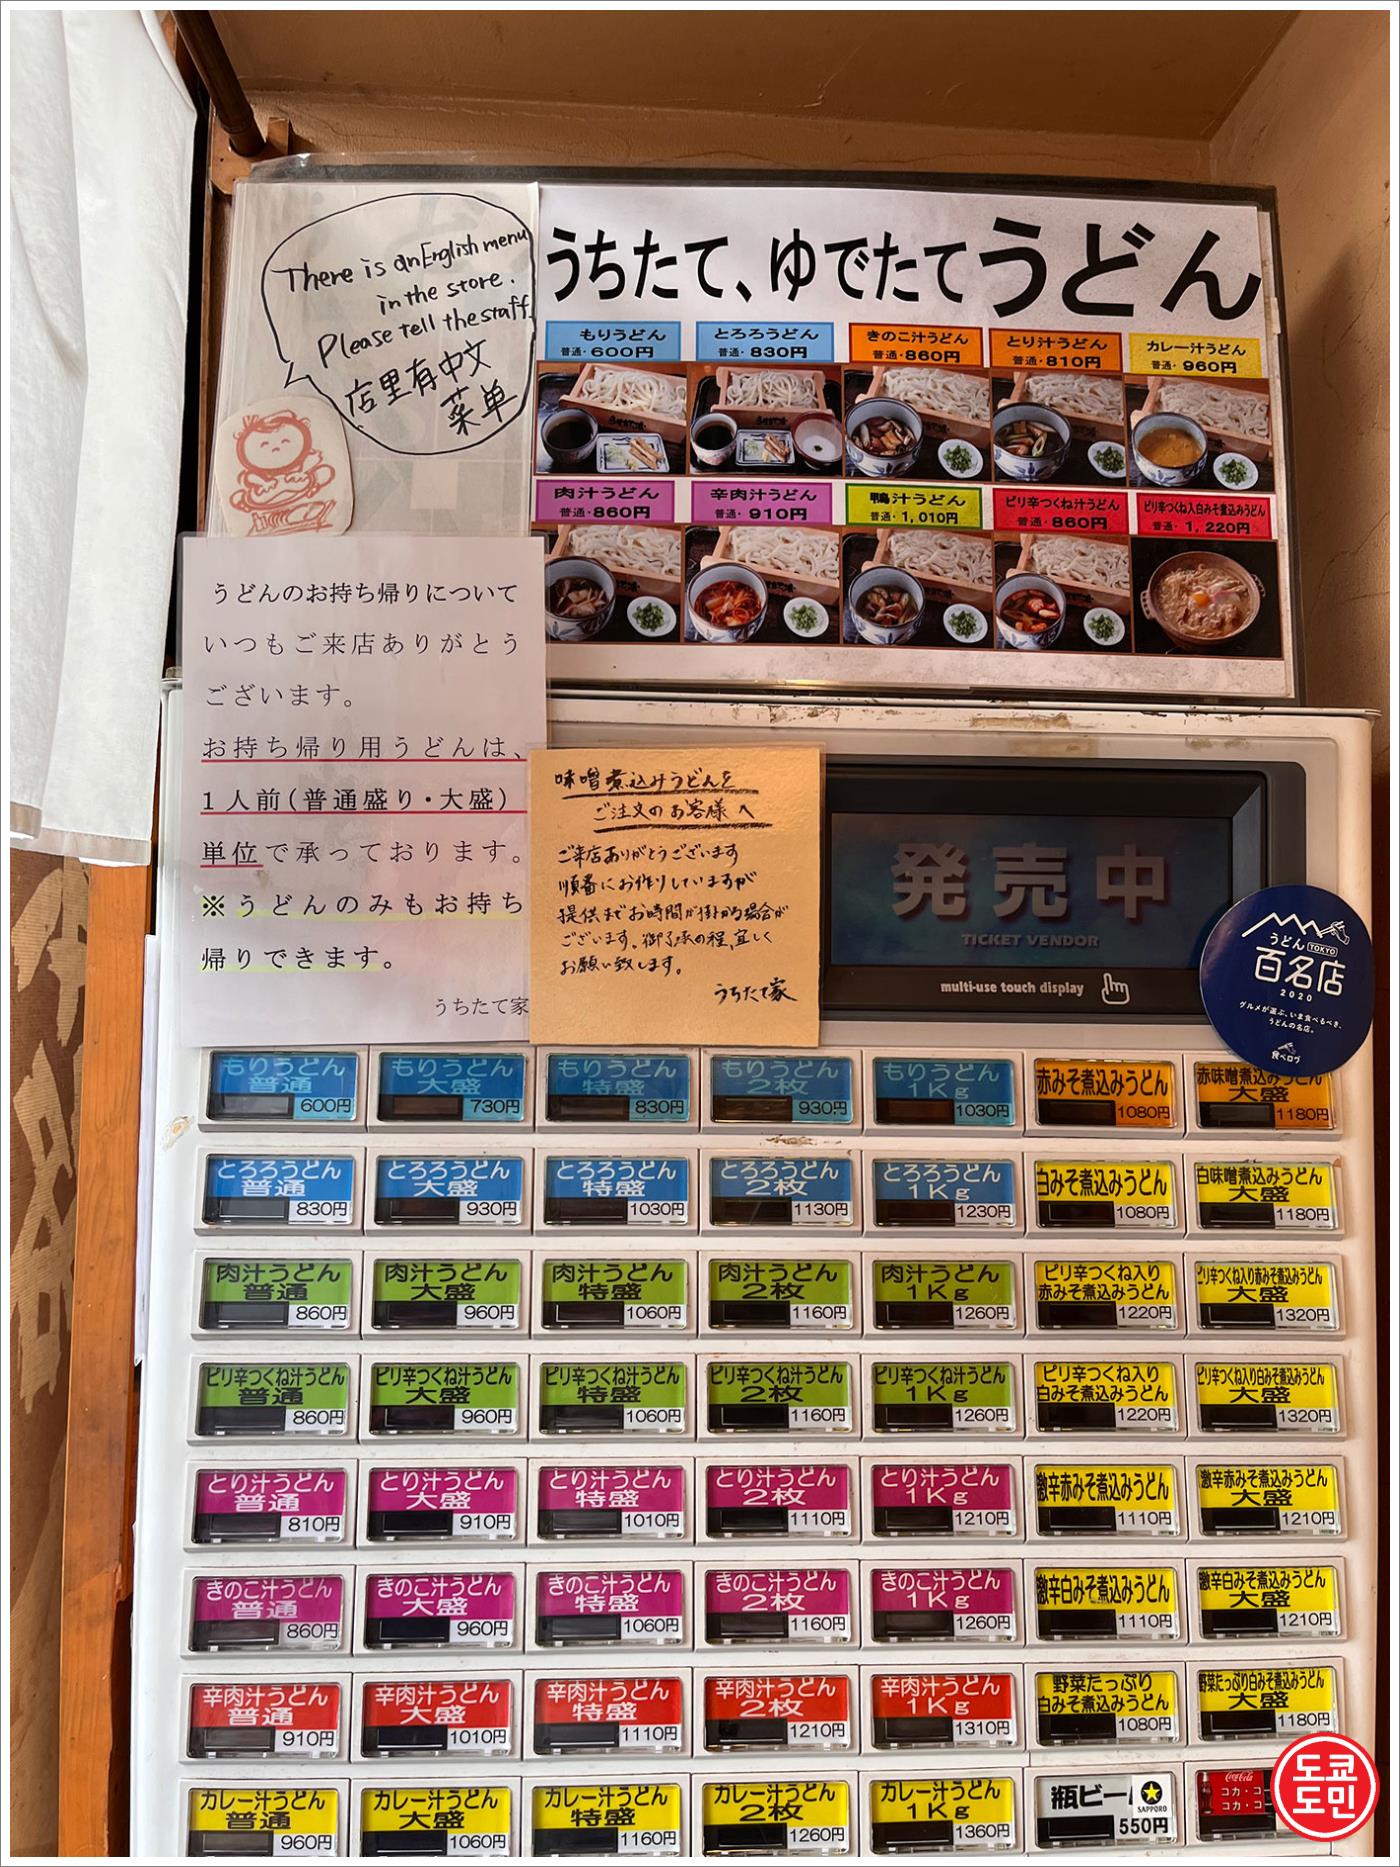 There is an English menu
in the store.
Please tell the staff.
店里有中文
菜单
うちたて、ゆでたてうどん
もりうどん
普通・600円
とろろうどん
普通・830円
きのこ汁うどん
普通・860円
とり汁うどん
普通・810円
カレー汁うどん
普通・960円
肉汁うどん
普通・860円
辛肉汁うどん
普通・910円
鴨汁うどん
普通・1,010円
ピリ辛つくね汁うどん
普通・860円
ピリ辛つくね入白みそ煮込みうどん
普通・1,220円
うどんのお持ち帰りについて
いつもご来店ありがとう
ございます。
お持ち帰り用うどんは、
1人前(普通盛り・大盛)
単位で承っております。
※うどんのみもお持ち
帰りできます。
うちたて家
味噌煮込みうどんを
ご注文のお客様へ
ご来店ありがとうございます
順番にお作りしていますが
提供までお時間が掛かる場合が
ございます。御了承の程、宜しく
お願い致します。
うちたて家
発売中
TICKET VENDOR
multi-use touch display
うどん TOKYO
百名店
2020
グルメが選ぶ、いま食べるべき、
うどんの名店。
食べログ
もりうどん
普通
600円
もりうどん
大盛
730円
もりうどん
特盛
830円
もりうどん
2枚
930円
もりうどん
1Kg
1030円
赤みそ煮込みうどん
1080円
赤味噌煮込みうどん
大盛
1180円
とろろうどん
普通
830円
とろろうどん
大盛
930円
とろろうどん
特盛
1030円
とろろうどん
2枚
1130円
とろろうどん
1Kg
1230円
白みそ煮込みうどん
1080円
白味噌煮込みうどん
大盛
1180円
肉汁うどん
普通
860円
肉汁うどん
大盛
960円
肉汁うどん
特盛
1060円
肉汁うどん
2枚
1160円
肉汁うどん
1Kg
1260円
ピリ辛つくね入り
赤みそ煮込みうどん
1220円
ピリ辛つくね入り赤みそ煮込みうどん
大盛
1320円
ピリ辛つくね汁うどん
普通
860円
ピリ辛つくね汁うどん
大盛
960円
ピリ辛つくね汁うどん
特盛
1060円
ピリ辛つくね汁うどん
2枚
1160円
ピリ辛つくね汁うどん
1Kg
1260円
ピリ辛つくね入り
白みそ煮込みうどん
1220円
ピリ辛つくね入り白みそ煮込みうどん
大盛
1320円
とり汁うどん
普通
810円
とり汁うどん
大盛
910円
とり汁うどん
特盛
1010円
とり汁うどん
2枚
1110円
とり汁うどん
1Kg
1210円
激辛赤みそ煮込みうどん
1110円
激辛赤みそ煮込みうどん
大盛
1210円
きのこ汁うどん
普通
860円
きのこ汁うどん
大盛
960円
きのこ汁うどん
特盛
1060円
きのこ汁うどん
2枚
1160円
きのこ汁うどん
1Kg
1260円
激辛白みそ煮込みうどん
1110円
激辛白みそ煮込みうどん
大盛
1210円
辛肉汁うどん
普通
910円
辛肉汁うどん
大盛
1010円
辛肉汁うどん
特盛
1110円
辛肉汁うどん
2枚
1210円
辛肉汁うどん
1Kg
1310円
野菜たっぷり
白みそ煮込みうどん
1080円
野菜たっぷり白みそ煮込みうどん
大盛
1180円
カレー汁うどん
普通
960円
カレー汁うどん
大盛
1060円
カレー汁うどん
特盛
1160円
カレー汁うどん
2枚
1260円
カレー汁うどん
1Kg
1360円
瓶ビー
SAPPORO
550円
Coca-Cola
コカ・コ
コカ・コ
도쿄
도민